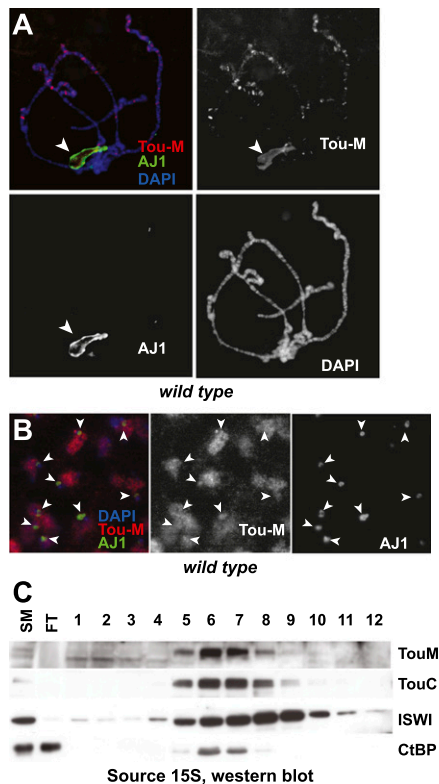 A
Tou-M
AJ1
DAPI
Tou-M
AJ1
DAPI
wild type
B
DAPI
Tou-M
AJ1
Tou-M
AJ1
wild type
C
SM FT 1 2 3 4 5 6 7 8 9 10 11 12
TouM
TouC
ISWI
CtBP
Source 15S, western blot